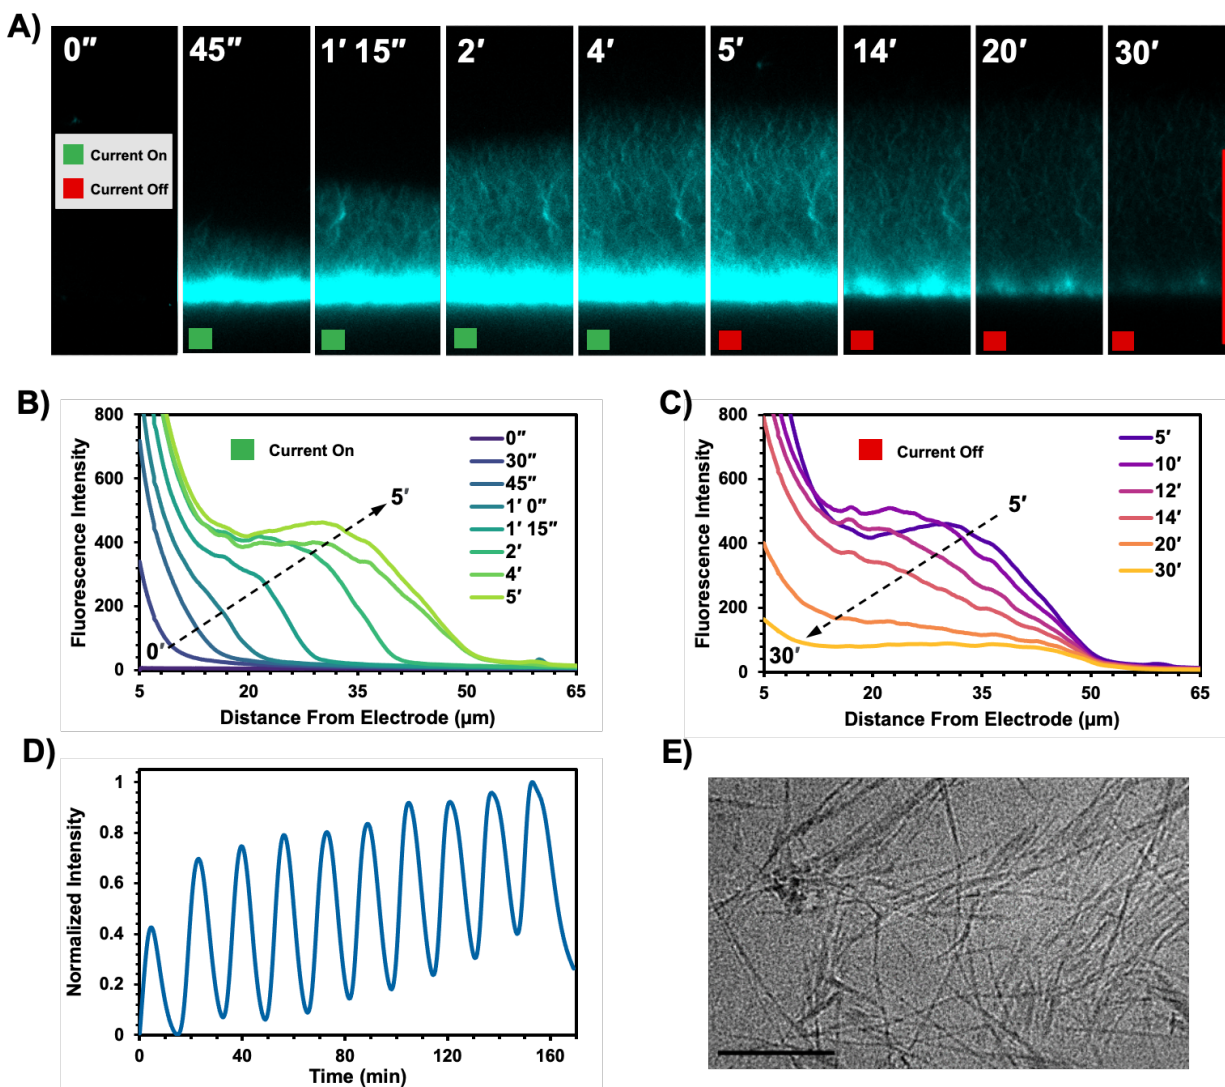 A)
0″ 45″ 1′ 15″ 2′ 4′ 5′ 14′ 20′ 30′
Current On
Current Off
B)
800
600
400
200
0
Fluorescence Intensity
Current On
0″
30″
45″
1′ 0″
1′ 15″
2′
4′
5′
5′
0′
5 20 35 50 65
Distance From Electrode (µm)
C)
800
600
400
200
0
Fluorescence Intensity
Current Off
5′
10′
12′
14′
20′
30′
5′
30′
5 20 35 50 65
Distance From Electrode (µm)
D)
1
0.8
0.6
0.4
0.2
0
Normalized Intensity
0 40 80 120 160
Time (min)
E)